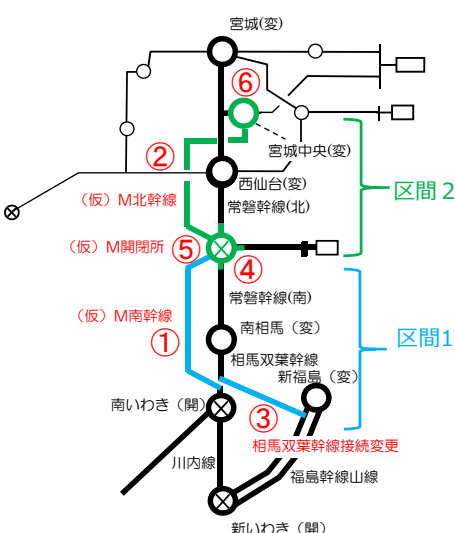 宮城(変)
⑥
宮城中央(変)
②
西仙台(変)
区間２
（仮）Ｍ北幹線
常磐幹線(北)
（仮）Ｍ開閉所
⑤
④
常磐幹線(南)
（仮）Ｍ南幹線
南相馬（変）
区間1
①
相馬双葉幹線
新福島（変）
南いわき（開）
③
相馬双葉幹線接続変更
川内線
福島幹線山線
新いわき（開）